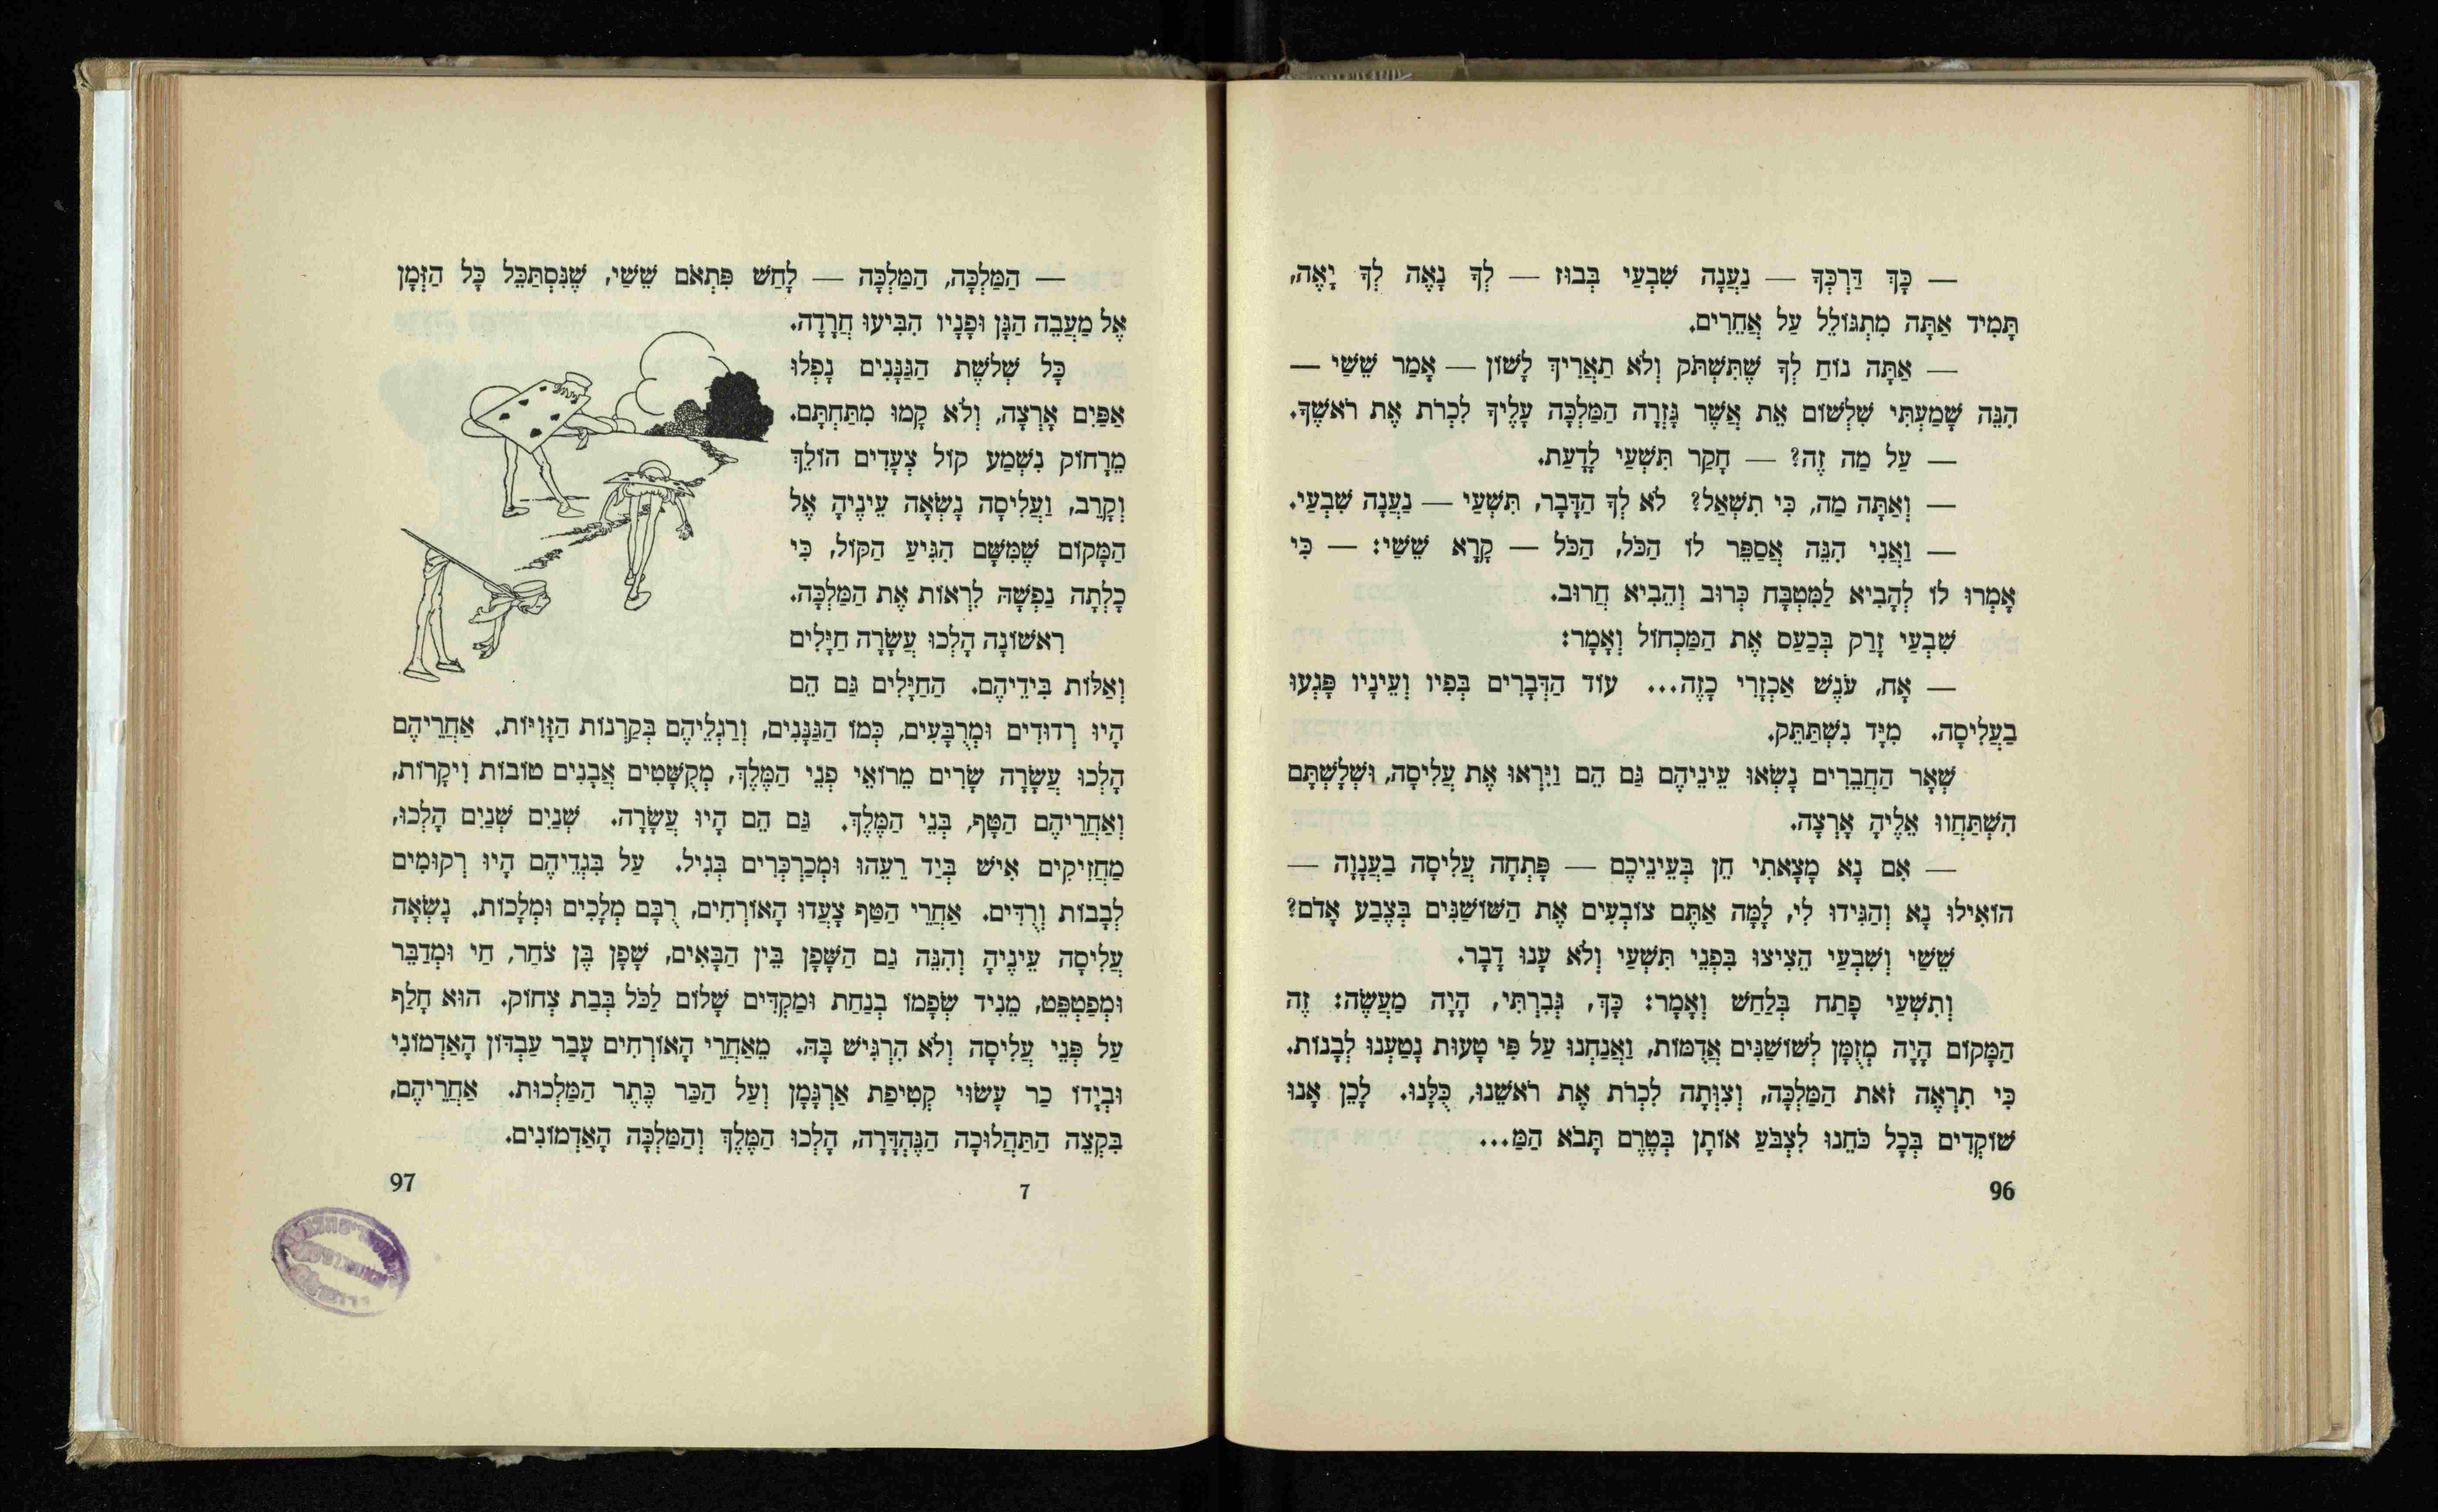 — כָּךְ דַּרְכְּךָ — נַעֲנָה שִׁבְעַי בְּבוּז — לְךָ נָאֶה לְךָ יָאֶה,
תָּמִיד אַתָּה מִתְגּוֹלֵל עַל אֲחֵרִים.
— אַתָּה נוֹחַ לְךָ שֶׁתִּשְׁתֹּק וְלֹא תַאֲרִיךְ לָשׁוֹן — אָמַר שִׁשַּׁי —
הִנֵּה שָׁמַעְתִּי שִׁלְשׁוֹם אֵת אֲשֶׁר גָּזְרָה הַמַּלְכָּה עָלֶיךָ לִכְרֹת אֶת רֹאשֶׁךָ.
— עַל מַה זֶה? — חָקַר תִּשְׁעַי לָדָעַת.
— וְאַתָּה מַה, כִּי תִשְׁאַל? לֹא לְךָ הַדָּבָר, תִּשְׁעַי — נַעֲנָה שִׁבְעַי.
— וַאֲנִי הִנֵּה אֲסַפֵּר לוֹ הַכֹּל, הַכֹּל — קָרָא שִׁשַּׁי: — כִּי
אָמְרוּ לוֹ לְהָבִיא לַמִּטְבָּח כְּרוּב וְהֵבִיא חֲרוּב.
שִׁבְעַי זָרַק בְּכַעַס אֶת הַמִּכְחוֹל וְאָמָר:
— אָח, עֹנֶשׁ אַכְזָרִי כָזֶה... עוֹד הַדְּבָרִים בְּפִיו וְעֵינָיו פָּגְעוּ
בַעֲלִיסָה. מִיָּד נִשְׁתַּתֵּק.
שְׁאָר הַחֲבֵרִים נָשְׂאוּ עֵינֵיהֶם גַּם הֵם וַיִּרְאוּ אֶת עֲלִיסָה, וּשְׁלָשְׁתָּם
הִשְׁתַּחֲווּ אֵלֶיהָ אָרְצָה.
— אִם נָא מָצָאתִי חֵן בְּעֵינֵיכֶם — פָּתְחָה עֲלִיסָה בַעֲנָוָה —
הוֹאִילוּ נָא וְהַגִּידוּ לִי, לָמָּה אַתֶּם צוֹבְעִים אֶת הַשּׁוֹשַׁנִּים בְּצֶבַע אָדֹם?
שִׁשַּׁי וְשִׁבְעַי הֵצִיצוּ בִּפְנֵי תִּשְׁעַי וְלֹא עָנוּ דָבָר.
וְתִשְׁעַי פָתַח בְּלַחַשׁ וְאָמָר: כָּךְ, גְּבִרְתִּי, הָיָה מַעֲשֶׂה: זֶה
הַמָּקוֹם הָיָה מְזֻמָּן לְשׁוֹשַׁנִּים אֲדֻמּוֹת, וַאֲנַחְנוּ עַל פִּי טָעוּת נָטַעְנוּ לְבָנוֹת.
כִּי תִרְאֶה זֹאת הַמַּלְכָּה, וְצִוְּתָה לִכְרֹת אֶת רֹאשֵׁנוּ, כֻּלָּנוּ. לָכֵן אָנוּ
שׁוֹקְדִים בְּכָל כֹּחֵנוּ לִצְבֹּעַ אוֹתָן בְּטֶרֶם תָּבֹא הַמַּ...
96
— הַמַּלְכָּה, הַמַּלְכָּה — לָחַשׁ פִּתְאֹם שִׁשַּׁי, שֶׁנִּסְתַּכֵּל כָּל הַזְּמָן
אֶל מַעֲבֵה הַגָּן וּפָנָיו הִבִּיעוּ חֲרָדָה.
כָּל שְׁלֹשֶׁת הַגַּנָּנִים נָפְלוּ
אַפַּיִם אָרְצָה, וְלֹא קָמוּ מִתַּחְתָּם.
מֵרָחוֹק נִשְׁמַע קוֹל צְעָדִים הוֹלֵךְ
וְקָרֵב, וַעֲלִיסָה נָשְׂאָה עֵינֶיהָ אֶל
הַמָּקוֹם שֶׁמִּשָּׁם הִגִּיעַ הַקּוֹל, כִּי
כָלְתָה נַפְשָׁהּ לִרְאוֹת אֶת הַמַּלְכָּה.
רִאשׁוֹנָה הָלְכוּ עֲשָׂרָה חַיָּלִים
וְאַלּוֹת בִּידֵיהֶם. הַחַיָּלִים גַּם הֵם
הָיוּ רְדוּדִים וּמְרֻבָּעִים, כְּמוֹ הַגַּנָּנִים, וְרַגְלֵיהֶם בְּקַרְנוֹת הַזָּוִיּוֹת. אַחֲרֵיהֶם
הָלְכוּ עֲשָׂרָה שָׂרִים מֵרוֹאֵי פְּנֵי הַמֶּלֶךְ, מְקֻשָּׁטִים אֲבָנִים טוֹבוֹת וִיקָרוֹת,
וְאַחֲרֵיהֶם הַטָּף, בְּנֵי הַמֶּלֶךְ. גַּם הֵם הָיוּ עֲשָׂרָה. שְׁנַיִם שְׁנַיִם הָלְכוּ,
מַחֲזִיקִים אִישׁ בְּיַד רֵעֵהוּ וּמְכַרְכְּרִים בְּגִיל. עַל בִּגְדֵיהֶם הָיוּ רְקוּמִים
לְבָבוֹת וְרֻדִּים. אַחֲרֵי הַטַּף צָעֲדוּ הָאוֹרְחִים, רֻבָּם מְלָכִים וּמְלָכוֹת. נָשְׂאָה
עֲלִיסָה עֵינֶיהָ וְהִנֵּה גַם הַשָּׁפָן בֵּין הַבָּאִים, שָׁפָן בֶּן צֹחַר, חַי וּמְדַבֵּר
וּמְפַטְפֵּט, מֵנִיד שְׂפָמוֹ בְנַחַת וּמַקְדִּים שָׁלוֹם לַכֹּל בְּבַת צְחוֹק. הוּא חָלַף
עַל פְּנֵי עֲלִיסָה וְלֹא הִרְגִּישׁ בָּהּ. מֵאַחֲרֵי הָאוֹרְחִים עָבַר עַבְדּוֹן הָאַדְמוֹנִי
וּבְיָדוֹ כַר עָשׂוּי קְטִיפַת אַרְגָּמָן וְעַל הַכַּר כֶּתֶר הַמַּלְכוּת. אַחֲרֵיהֶם,
בִּקְצֵה הַתַּהֲלוּכָה הַנֶּהְדָּרָה, הָלְכוּ הַמֶּלֶךְ וְהַמַּלְכָּה הָאַדְמוֹנִים.
7
97